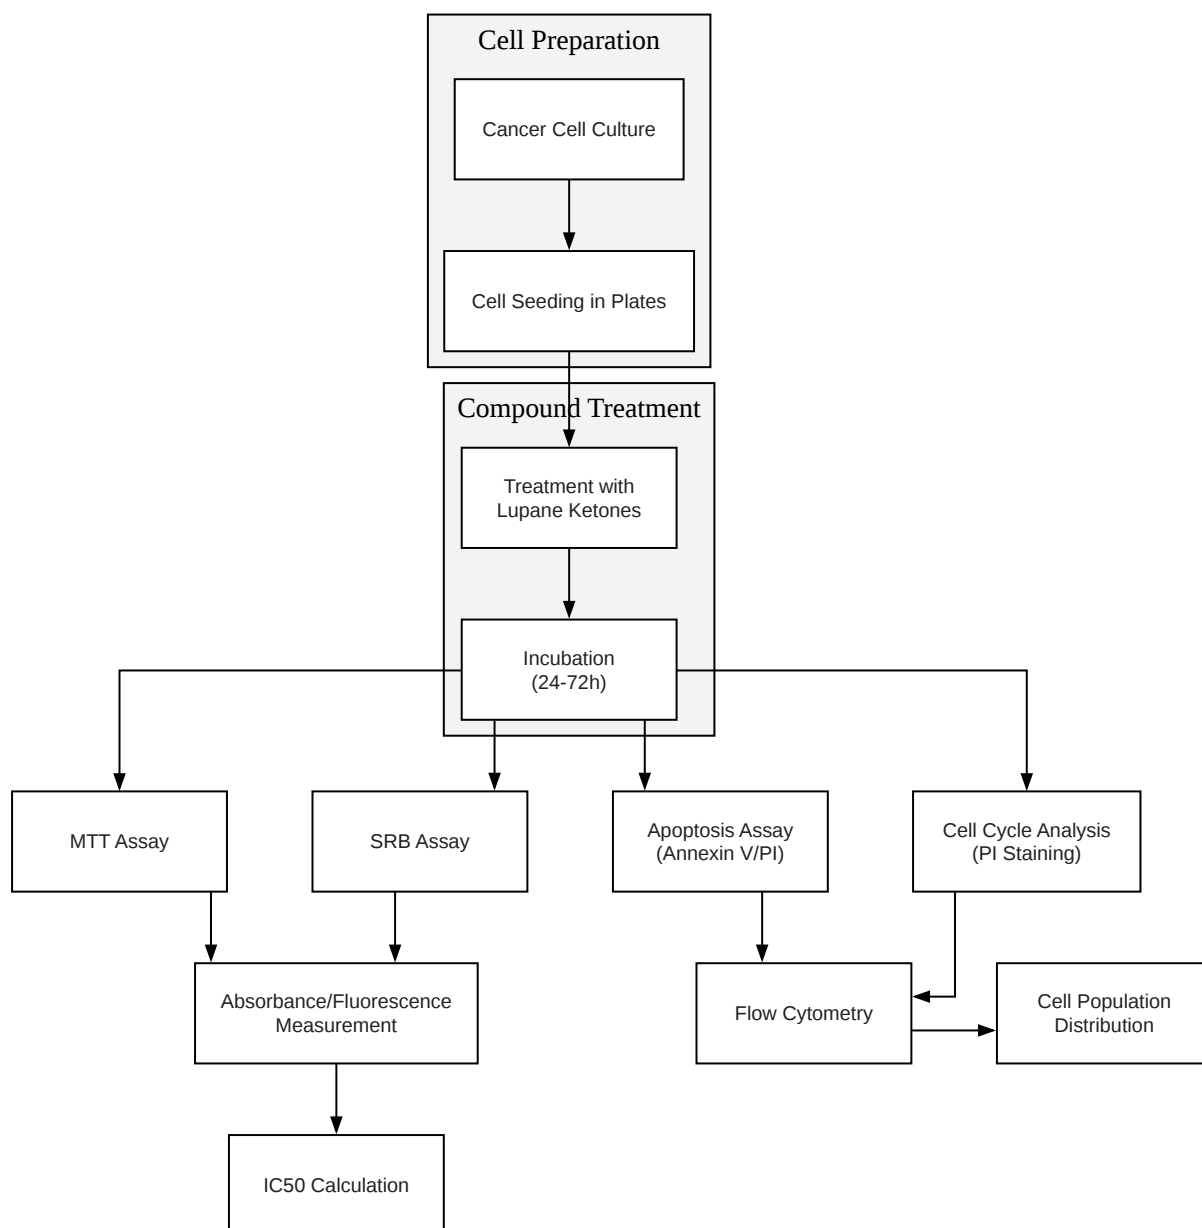 Cell Preparation
Cancer Cell Culture
Cell Seeding in Plates
Compound Treatment
Treatment with
Lupane Ketones
Incubation
(24-72h)
MTT Assay
SRB Assay
Apoptosis Assay
(Annexin V/PI)
Cell Cycle Analysis
(PI Staining)
Absorbance/Fluorescence
Measurement
Flow Cytometry
Cell Population
Distribution
IC50 Calculation